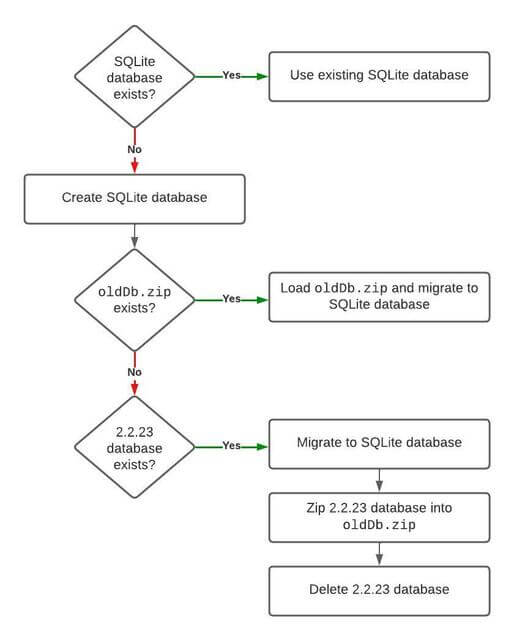 SQLite
database
exists?
Yes
Use existing SQLite database
No
Create SQLite database
oldDb.zip
exists?
Yes
Load oldDb.zip and migrate to
SQLite database
No
2.2.23
database
exists?
Yes
Migrate to SQLite database
Zip 2.2.23 database into
oldDb.zip
Delete 2.2.23 database